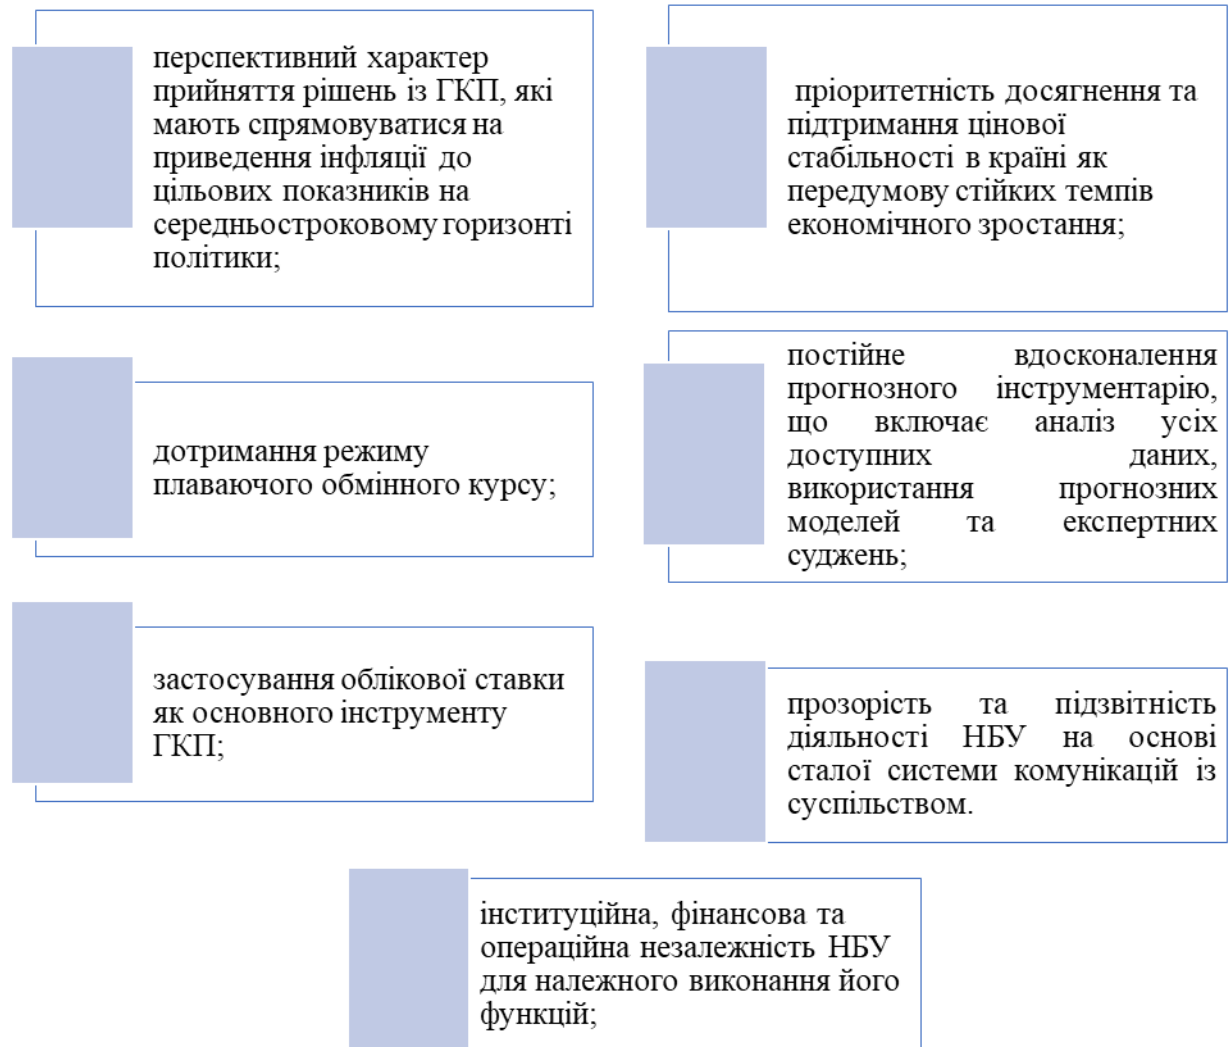 перспективний характер
прийняття рішень із ГКП, які
мають спрямовуватися на
приведення інфляції до
цільових показників на
середньостроковому горизонті
політики;
пріоритетність досягнення та
підтримання цінової
стабільності в країні як
передумову стійких темпів
економічного зростання;
дотримання режиму
плаваючого обмінного курсу;
постійне вдосконалення
прогнозного інструментарію,
що включає аналіз усіх
доступних даних,
використання прогнозних
моделей та експертних
суджень;
застосування облікової ставки
як основного інструменту
ГКП;
прозорість та підзвітність
діяльності НБУ на основі
сталої системи комунікацій із
суспільством.
інституційна, фінансова та
операційна незалежність НБУ
для належного виконання його
функцій;